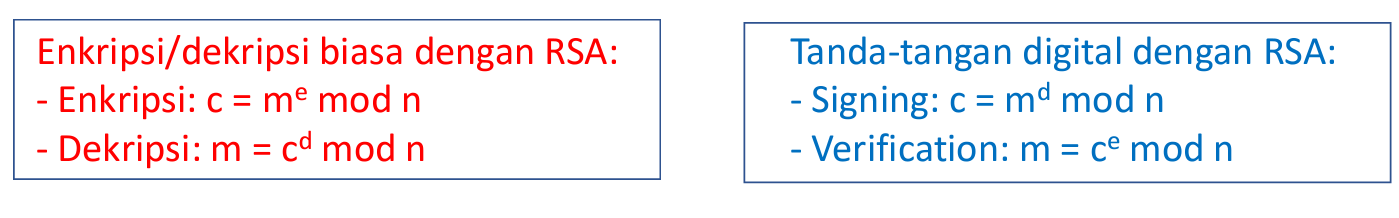 Enkripsi/dekripsi biasa dengan RSA:
- Enkripsi: c = mᵉ mod n
- Dekripsi: m = cᵈ mod n
Tanda-tangan digital dengan RSA:
- Signing: c = mᵈ mod n
- Verification: m = cᵉ mod n